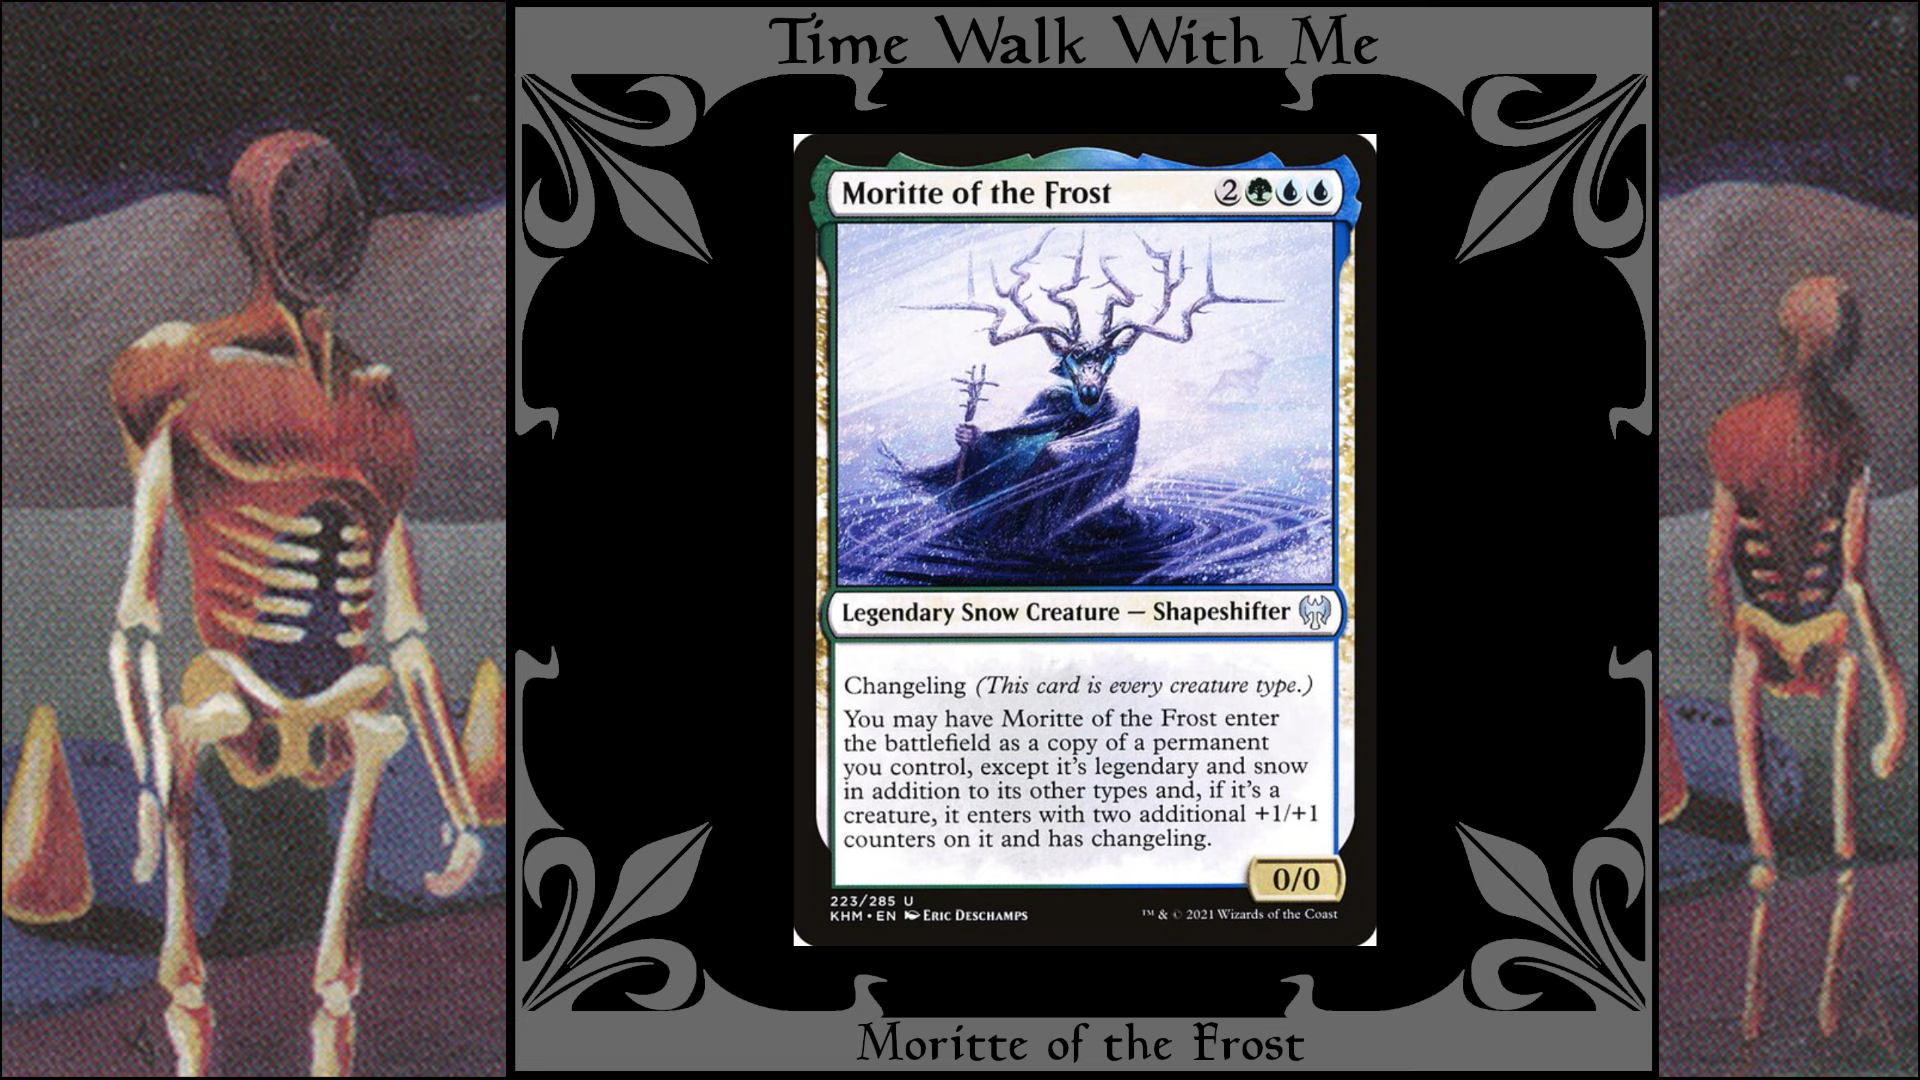 Time Walk With Me
Moritte of the Frost 2
Legendary Snow Creature — Shapeshifter
Changeling (This card is every creature type.)
You may have Moritte of the Frost enter
the battlefield as a copy of a permanent
you control, except it's legendary and snow
in addition to its other types and, if it's a
creature, it enters with two additional +1/+1
counters on it and has changeling.
0/0
223/285 U
KHM • EN Eric Deschamps
™ & © 2021 Wizards of the Coast
Moritte of the Frost